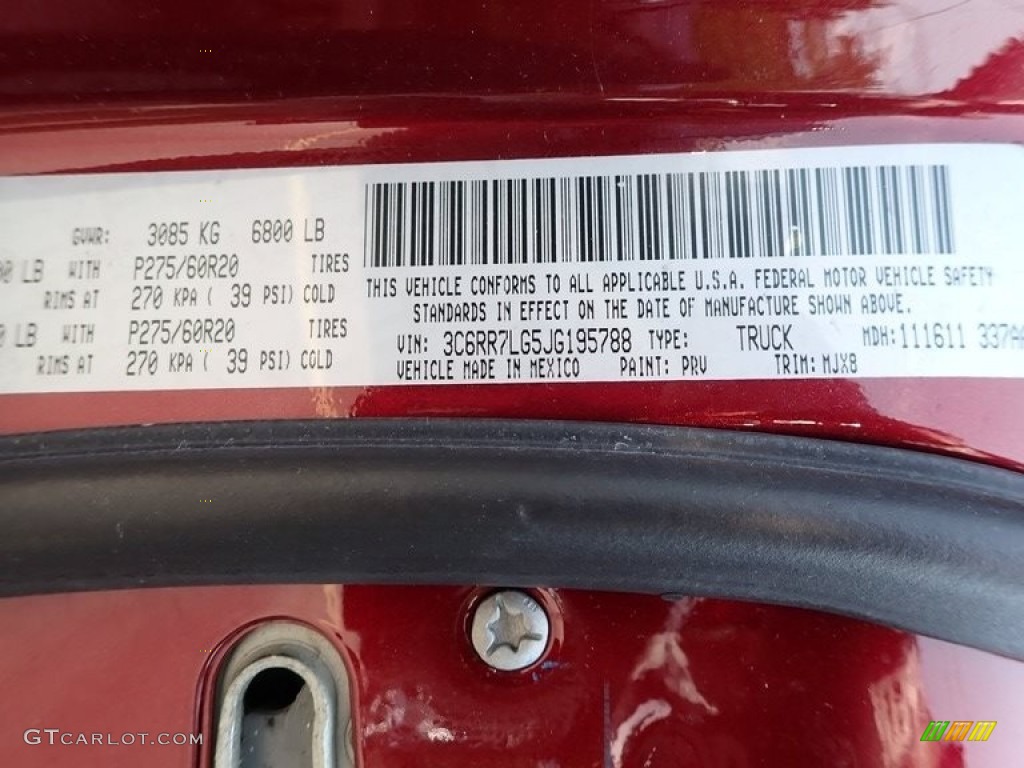 GVWR: 3085 KG 6800 LB
LB WITH P275/60R20 TIRES
RIMS AT 270 KPA ( 39 PSI) COLD
LB WITH P275/60R20 TIRES
RIMS AT 270 KPA ( 39 PSI) COLD
THIS VEHICLE CONFORMS TO ALL APPLICABLE U.S.A. FEDERAL MOTOR VEHICLE SAFETY
STANDARDS IN EFFECT ON THE DATE OF MANUFACTURE SHOWN ABOVE.
VIN: 3C6RR7LG5JG195788 TYPE: TRUCK MDH: 111611
VEHICLE MADE IN MEXICO PAINT: PRV TRIM: MJX8
GTCARLOT.COM